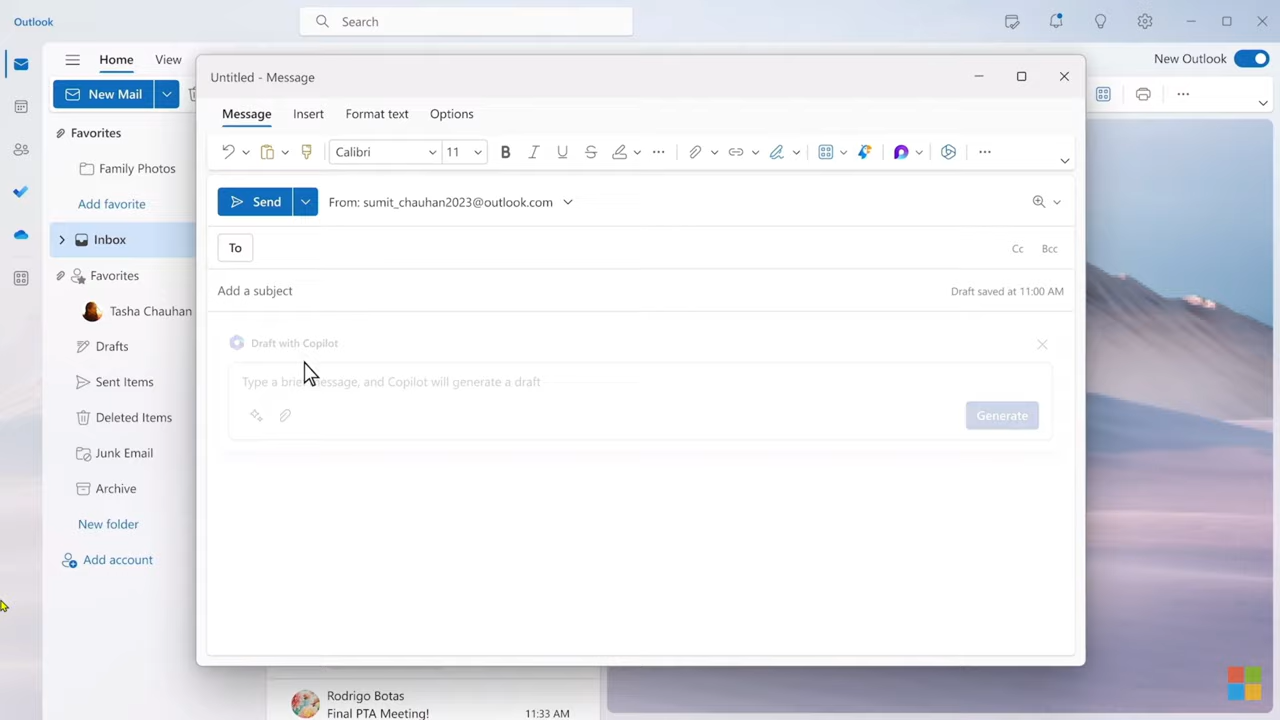 Outlook
Search
Home
View
New Outlook
New Mail
Favorites
Family Photos
Add favorite
Inbox
Favorites
Tasha Chauhan
Drafts
Sent Items
Deleted Items
Junk Email
Archive
New folder
Add account
Untitled - Message
Message
Insert
Format text
Options
Calibri
11
Send
From: sumit_chauhan2023@outlook.com
To
Cc
Bcc
Add a subject
Draft saved at 11:00 AM
Draft with Copilot
Type a brief message, and Copilot will generate a draft
Generate
Rodrigo Botas
Final PTA Meeting!
11:33 AM